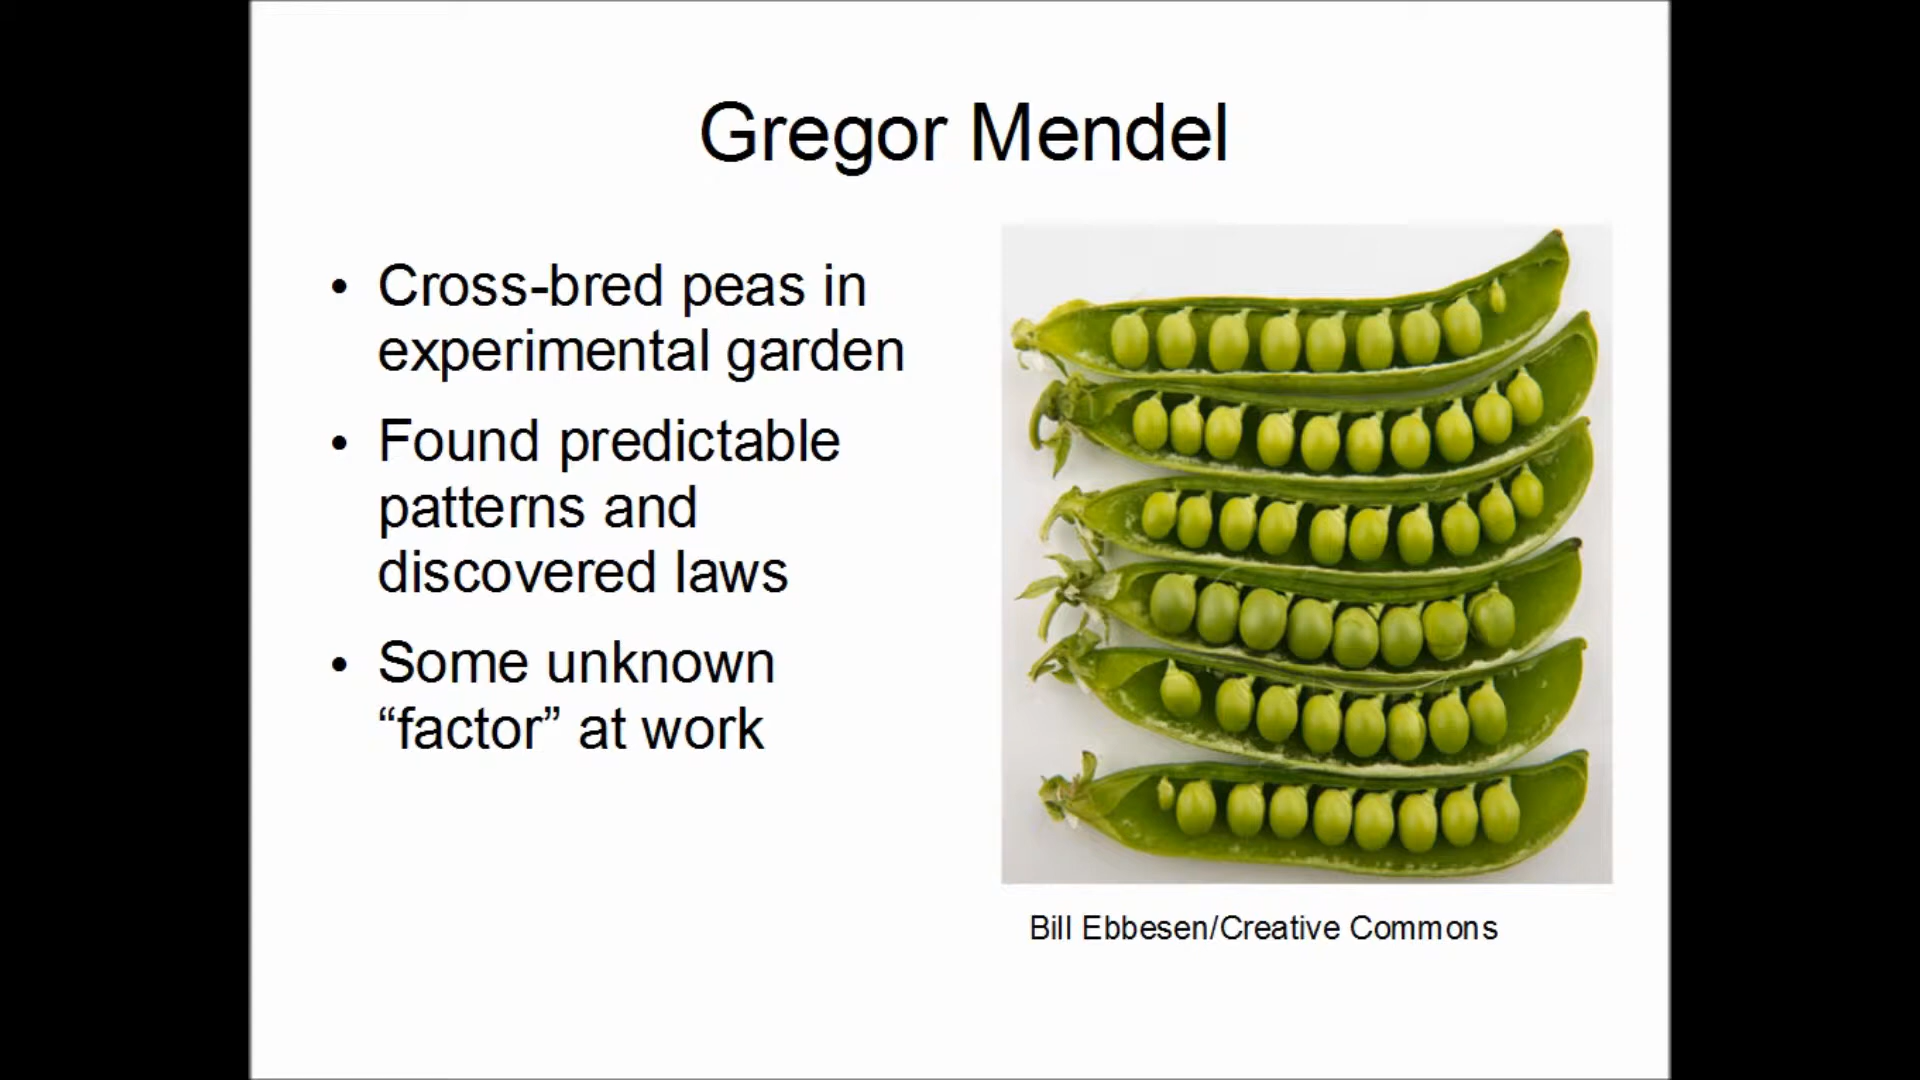 Gregor Mendel
• Cross-bred peas in
experimental garden
• Found predictable
patterns and
discovered laws
• Some unknown
“factor” at work
Bill Ebbesen/Creative Commons